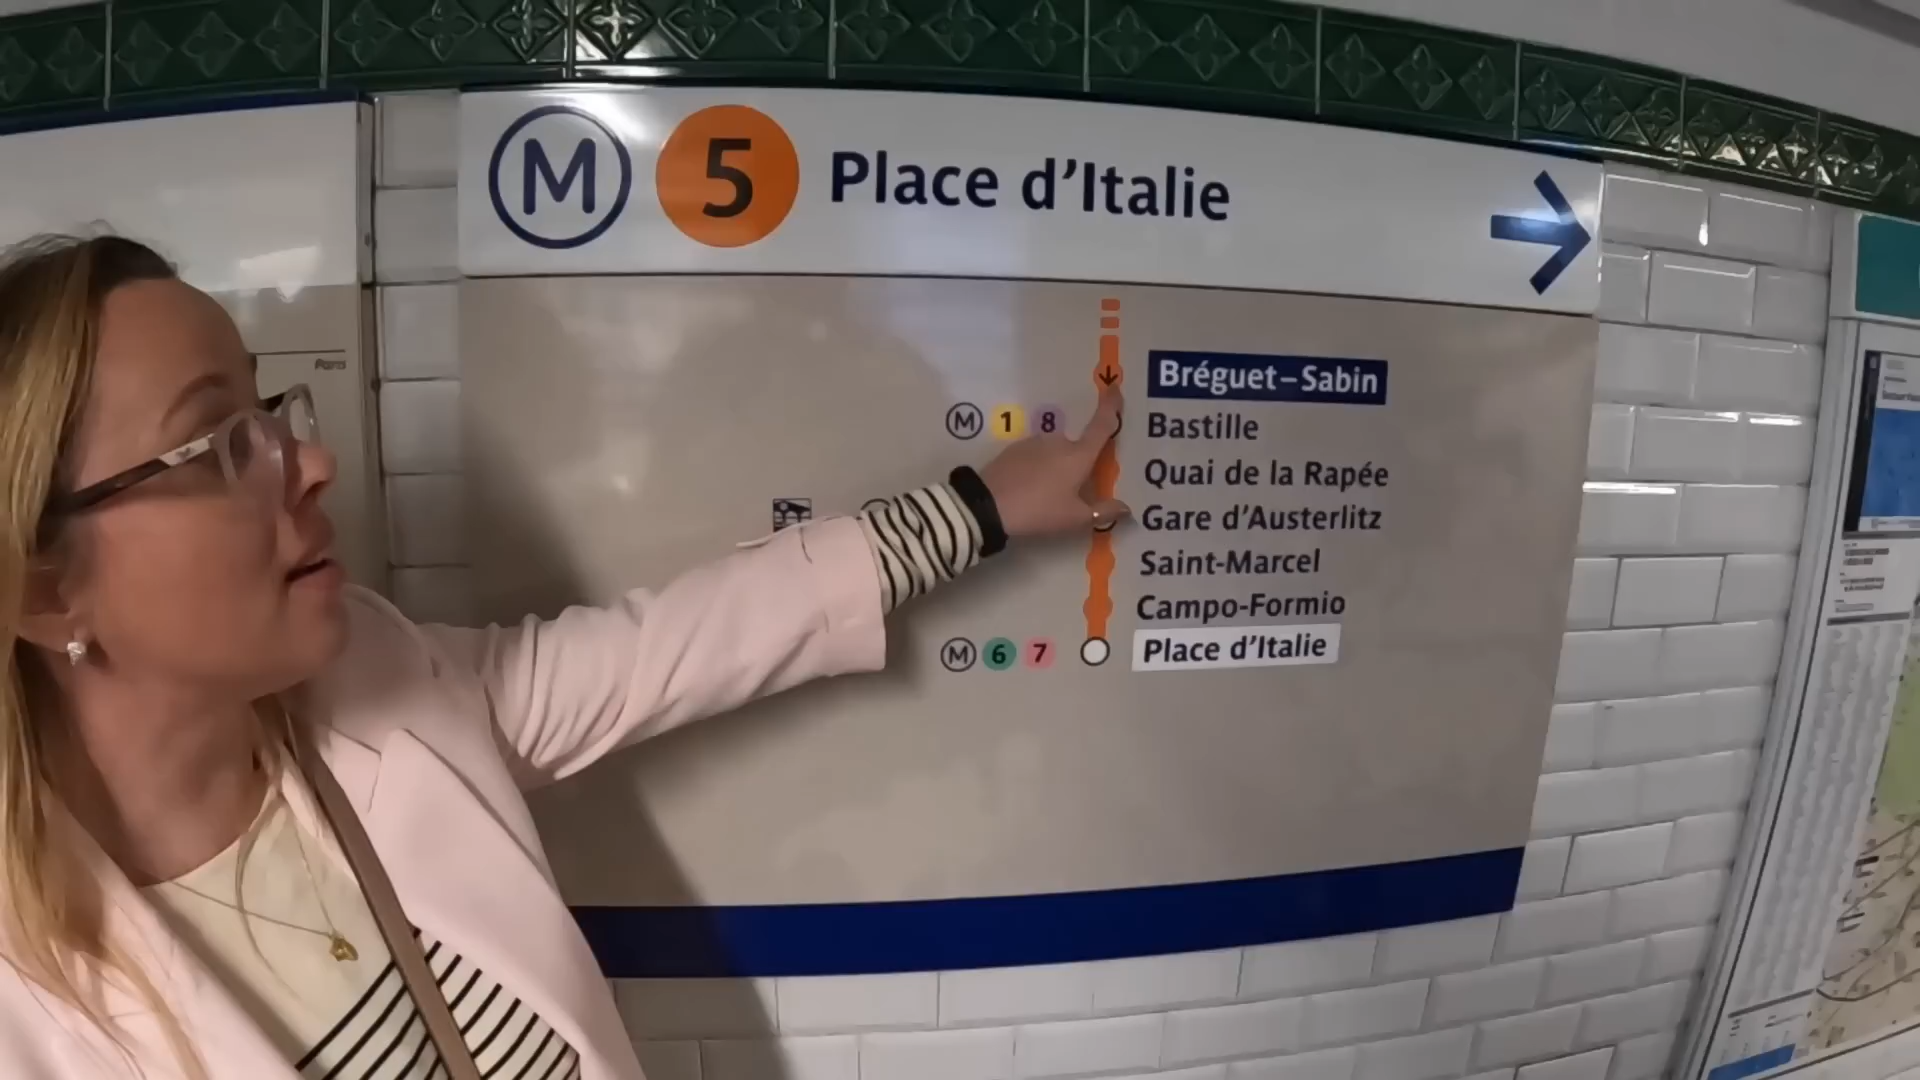 M 5 Place d'Italie
Paris
Bréguet–Sabin
M 1 8 Bastille
Quai de la Rapée
Gare d'Austerlitz
Saint-Marcel
Campo-Formio
M 6 7 Place d'Italie